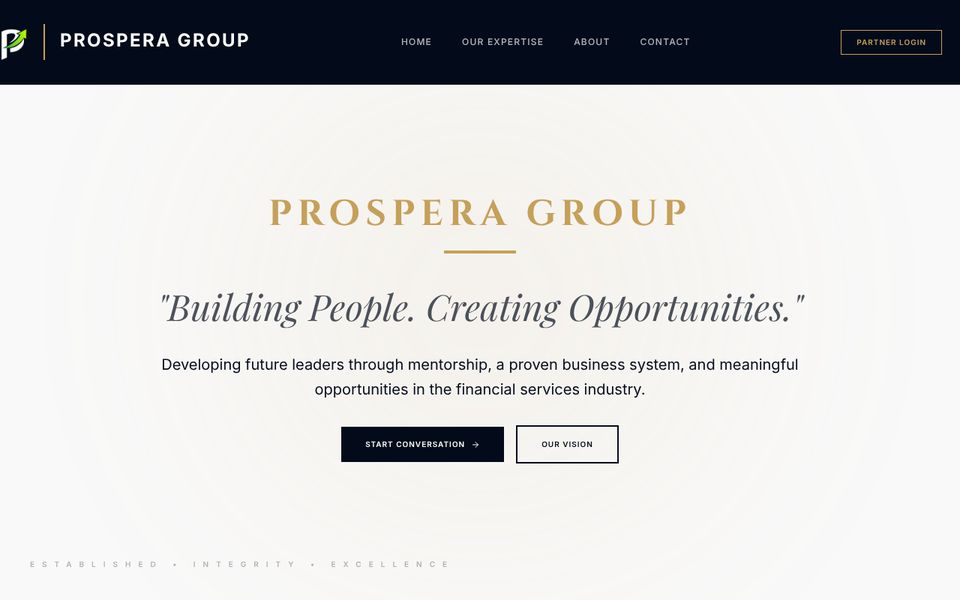 PROSPERA GROUP
HOME
OUR EXPERTISE
ABOUT
CONTACT
PARTNER LOGIN
PROSPERA GROUP
"Building People. Creating Opportunities."
Developing future leaders through mentorship, a proven business system, and meaningful
opportunities in the financial services industry.
START CONVERSATION →
OUR VISION
ESTABLISHED • INTEGRITY • EXCELLENCE